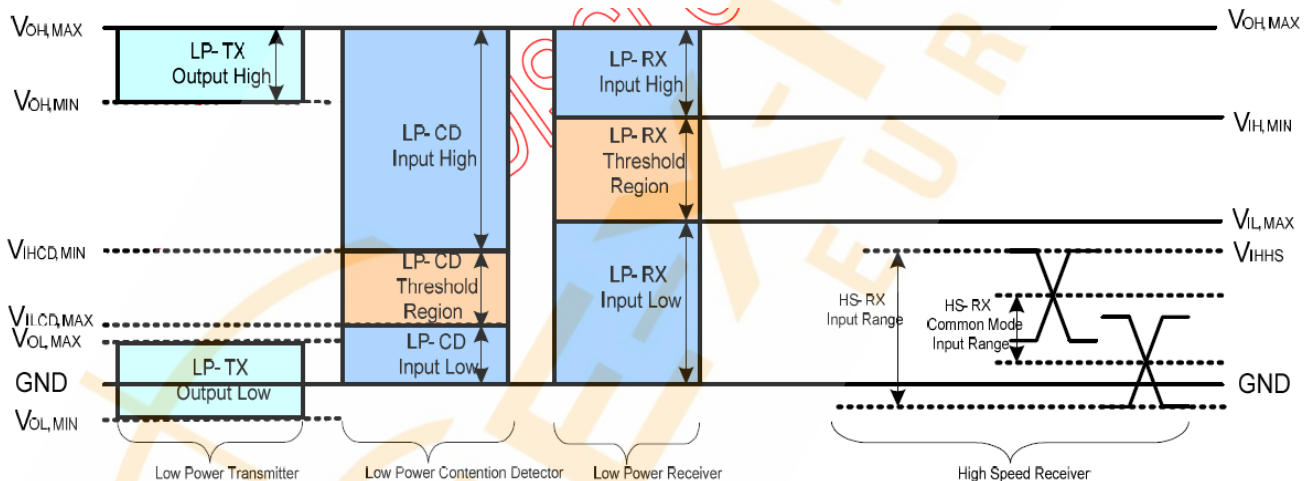 VOH,MAX
VOH,MIN
VIHCD,MIN
VILCD,MAX
VOL,MAX
GND
VOL,MIN
LP-TX
Output High
LP-TX
Output Low
LP-CD
Input High
LP-CD
Threshold
Region
LP-CD
Input Low
LP-RX
Input High
LP-RX
Threshold
Region
LP-RX
Input Low
HS-RX
Input Range
HS-RX
Common Mode
Input Range
VOH,MAX
VIH,MIN
VIL,MAX
VIHHS
GND
Low Power Transmitter
Low Power Contention Detector
Low Power Receiver
High Speed Receiver